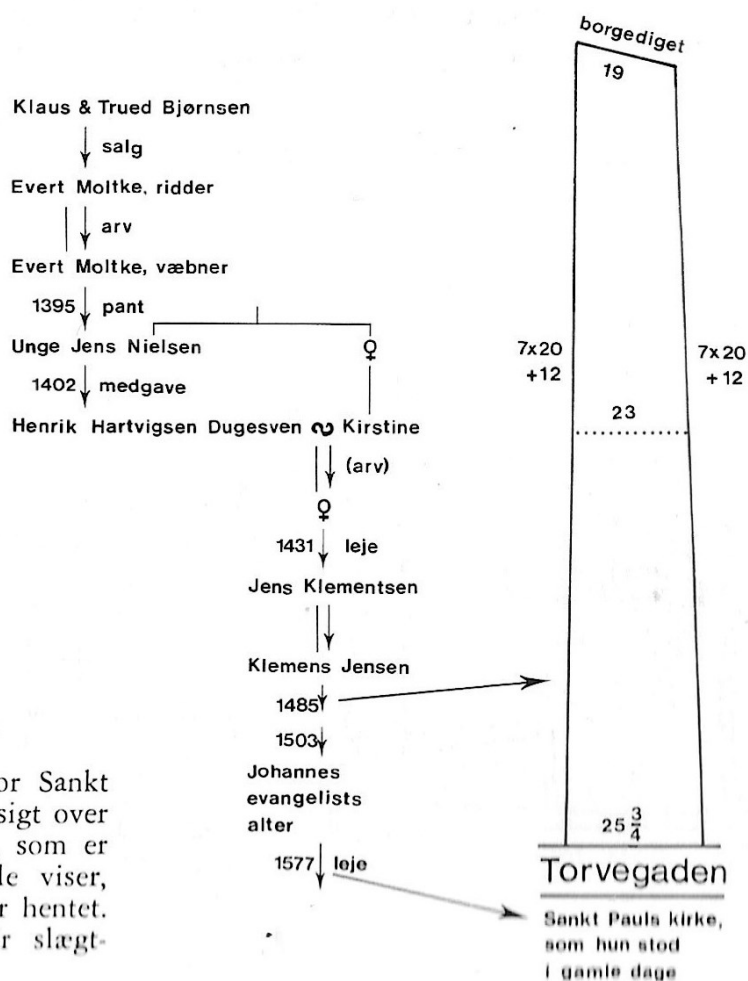 Klaus & Trued Bjørnsen
salg
Evert Moltke, ridder
arv
Evert Moltke, væbner
1395 pant
Unge Jens Nielsen ♀
1402 medgave
Henrik Hartvigsen Dugesven ∾ Kirstine
(arv)
♀
1431 leje
Jens Klementsen
Klemens Jensen
1485
1503
Johannes
evangelists
alter
1577 leje
borgediget
19
7x20
+12
7x20
+12
23
25 3/4
Torvegaden
Sankt Pauls kirke,
som hun stod
i gamle dage
or Sankt
sigt over
som er
le viser,
r hentet.
r slægt-